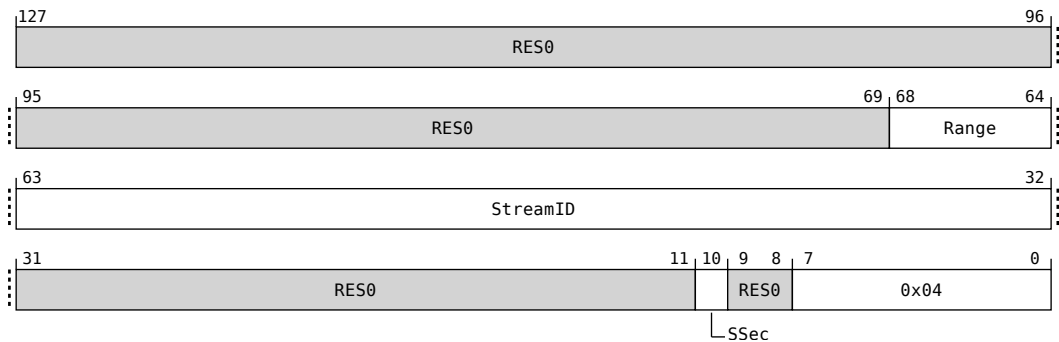 127 96
RES0
95 69 68 64
RES0 Range
63 32
StreamID
31 11 10 9 8 7 0
RES0 RES0 0x04
SSec